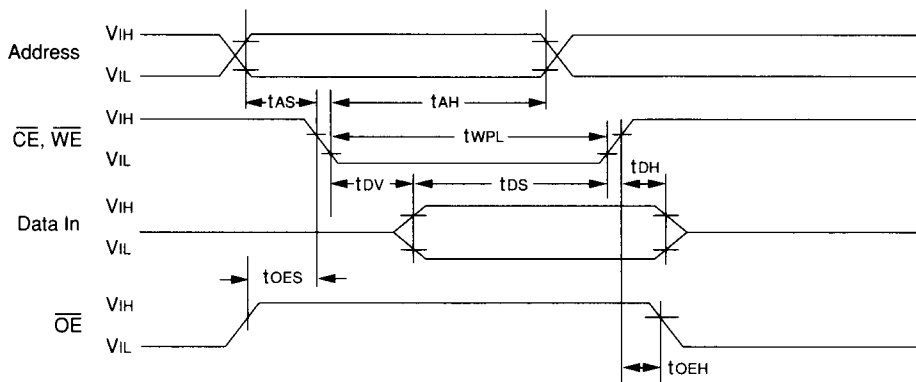 Address
VIH
VIL
tAS
tAH
CE, WE
VIH
VIL
tWPL
tDV
tDS
tDH
Data In
VIH
VIL
tOES
OE
VIH
VIL
tOEH